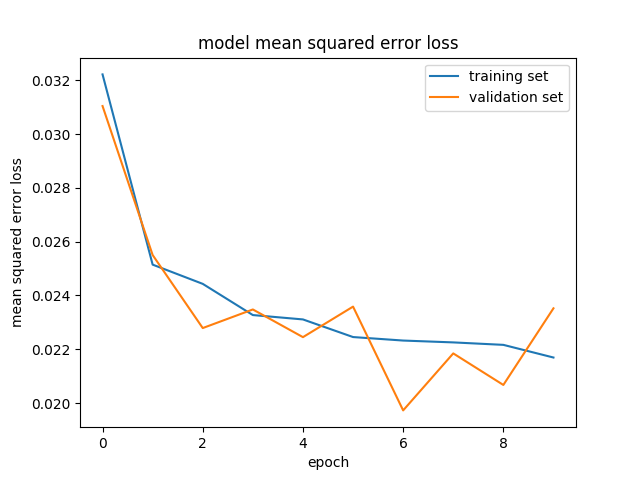 model mean squared error loss
training set
validation set
mean squared error loss
0.032
0.030
0.028
0.026
0.024
0.022
0.020
0 2 4 6 8
epoch